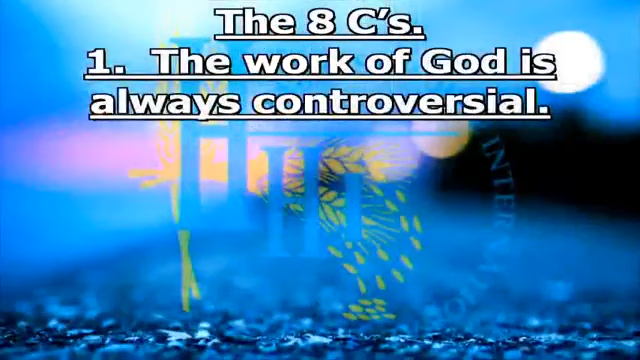 The 8 C’s.
1. The work of God is
always controversial.